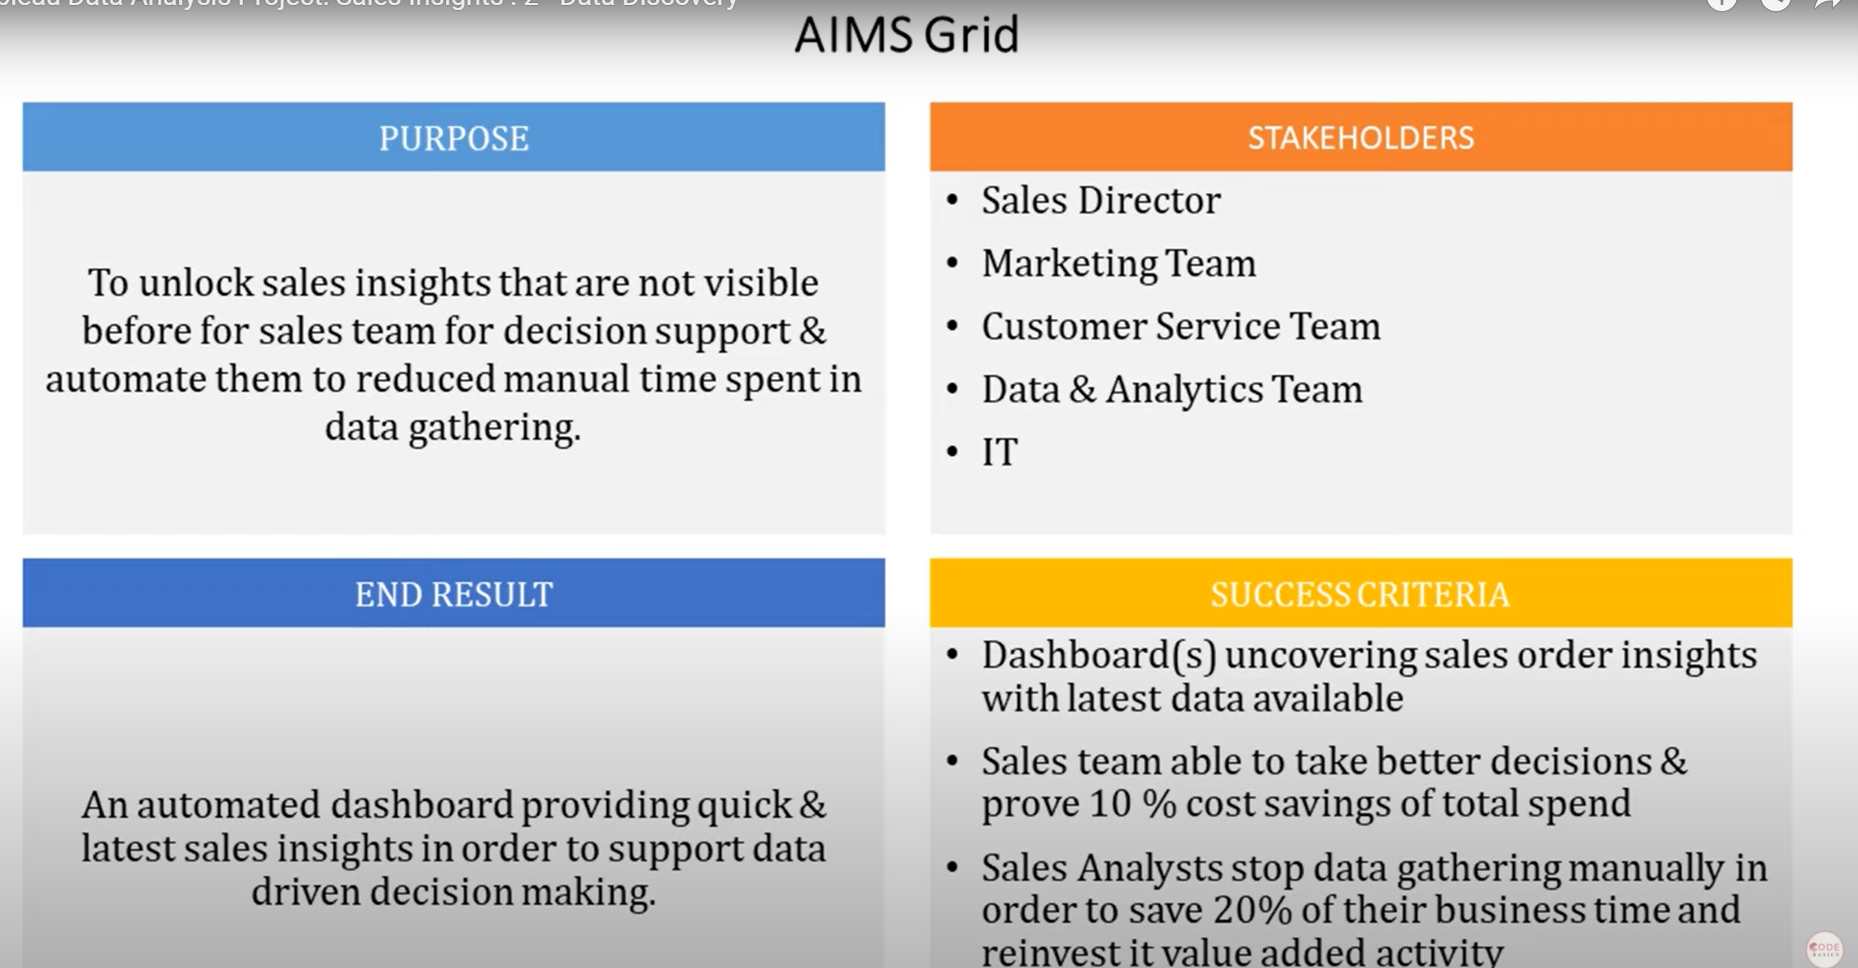 Data Analysis Project: Sales Insights : 2 - Data Discovery
AIMS Grid
PURPOSE
To unlock sales insights that are not visible
before for sales team for decision support &
automate them to reduced manual time spent in
data gathering.
STAKEHOLDERS
• Sales Director
• Marketing Team
• Customer Service Team
• Data & Analytics Team
• IT
END RESULT
An automated dashboard providing quick &
latest sales insights in order to support data
driven decision making.
SUCCESS CRITERIA
• Dashboard(s) uncovering sales order insights
with latest data available
• Sales team able to take better decisions &
prove 10 % cost savings of total spend
• Sales Analysts stop data gathering manually in
order to save 20% of their business time and
reinvest it value added activity
CODE
BASICS